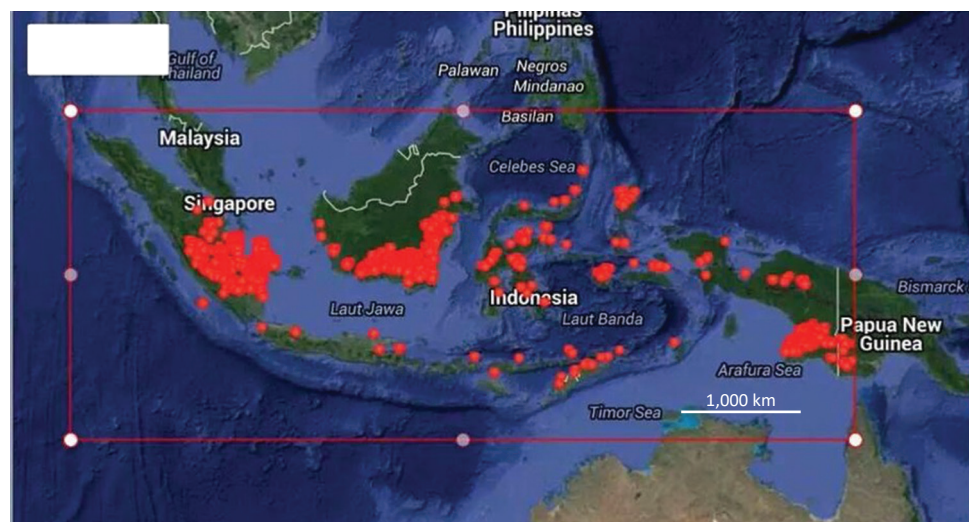 Pilipinas
Philippines
Gulf of
Thailand
Palawan
Negros
Mindanao
Basilan
Malaysia
Celebes Sea
Singapore
Bismarck
Indonesia
Laut Jawa
Laut Banda
Papua New
Guinea
Arafura Sea
1,000 km
Timor Sea